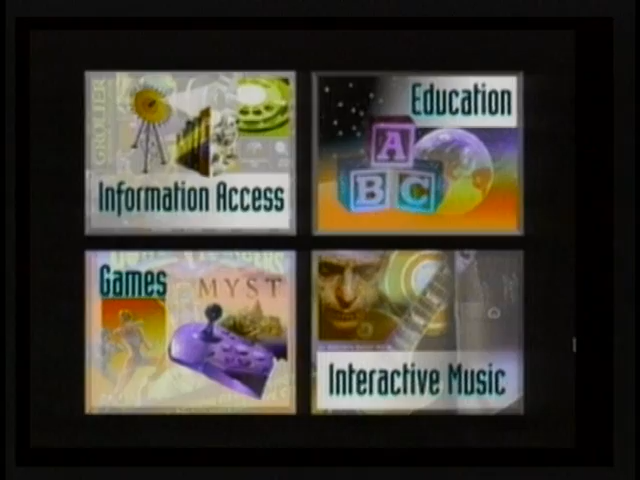 GROLIER
Information Access
Education
A
B C
Games
MYST
Interactive Music